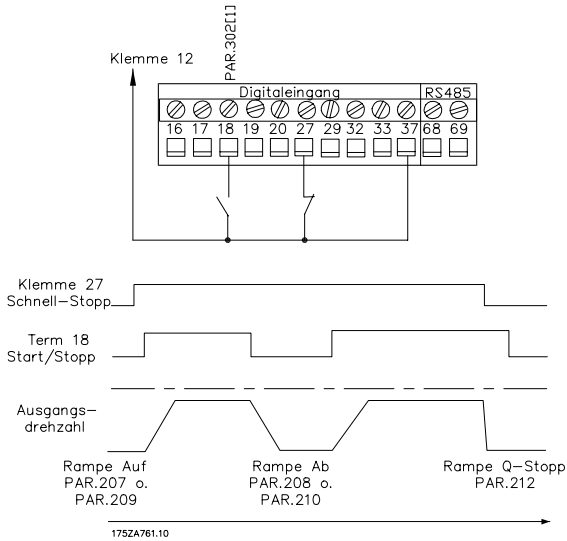 PAR.302[1]
Klemme 12
Digitaleingang RS485
16 17 18 19 20 27 29 32 33 37 68 69
Klemme 27
Schnell-Stopp
Term 18
Start/Stopp
Ausgangs-
drehzahl
Rampe Auf
PAR.207 o.
PAR.209
Rampe Ab
PAR.208 o.
PAR.210
Rampe Q-Stopp
PAR.212
175ZA761.10